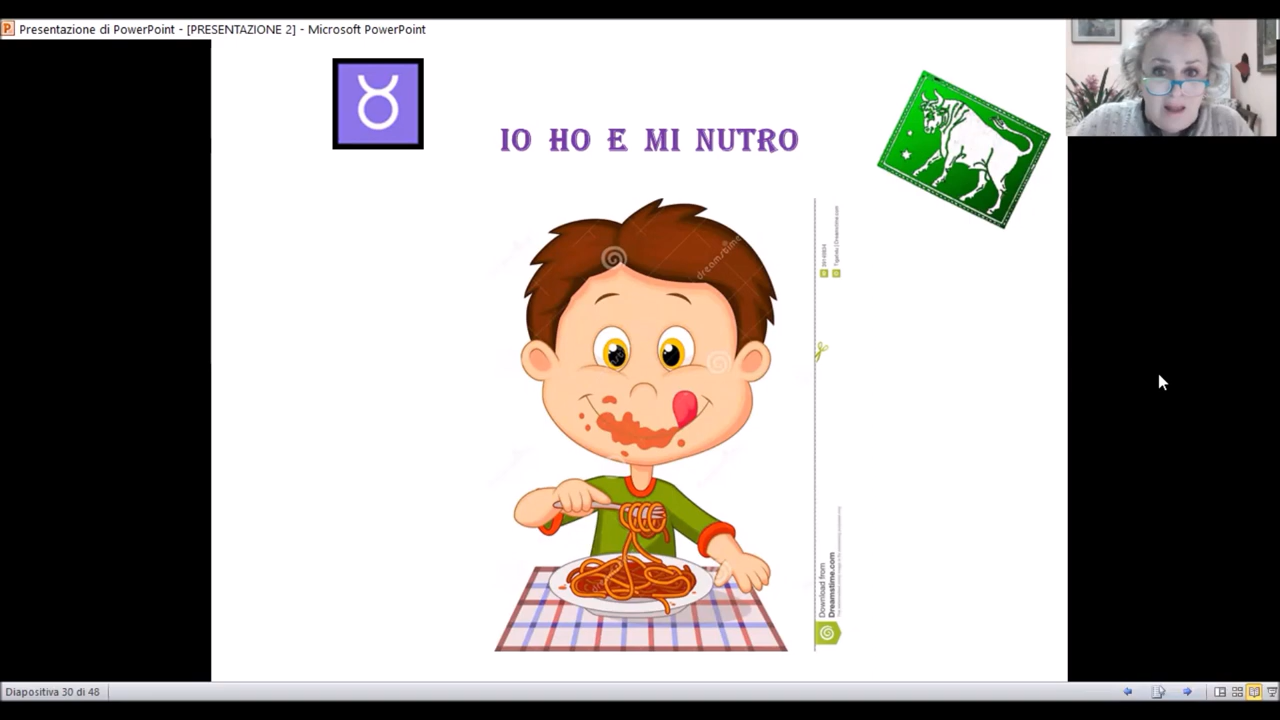 Presentazione di PowerPoint - [PRESENTAZIONE 2] - Microsoft PowerPoint
IO HO E MI NUTRO
dreamstime
Download from
Dreamstime.com
Diapositiva 30 di 48